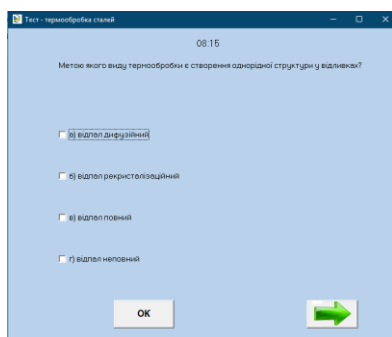 Тест - термообробка сталей
08:15
Метою якого виду термообробки є створення однорідної структури у відливках?
а) відпал дифузійний
б) відпал рекристалізаційний
в) відпал повний
г) відпал неповний
OK